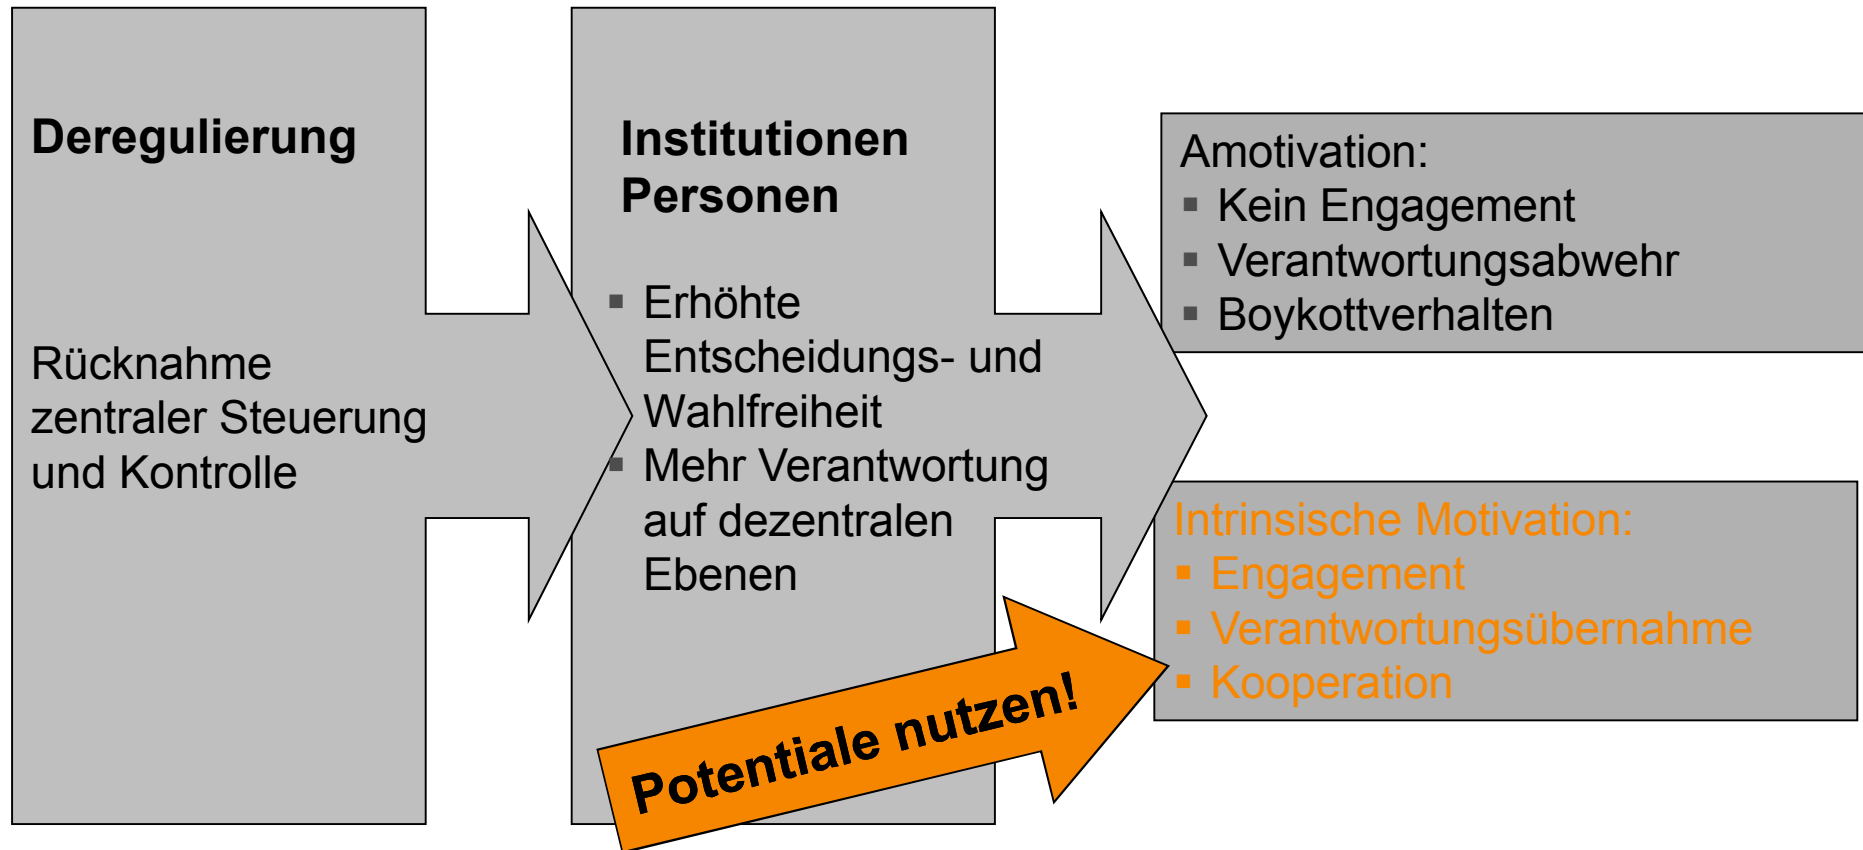 Deregulierung
Rücknahme
zentraler Steuerung
und Kontrolle
Institutionen
Personen
▪ Erhöhte
Entscheidungs- und
Wahlfreiheit
▪ Mehr Verantwortung
auf dezentralen
Ebenen
Potentiale nutzen!
Amotivation:
▪ Kein Engagement
▪ Verantwortungsabwehr
▪ Boykottverhalten
Intrinsische Motivation:
▪ Engagement
▪ Verantwortungsübernahme
▪ Kooperation